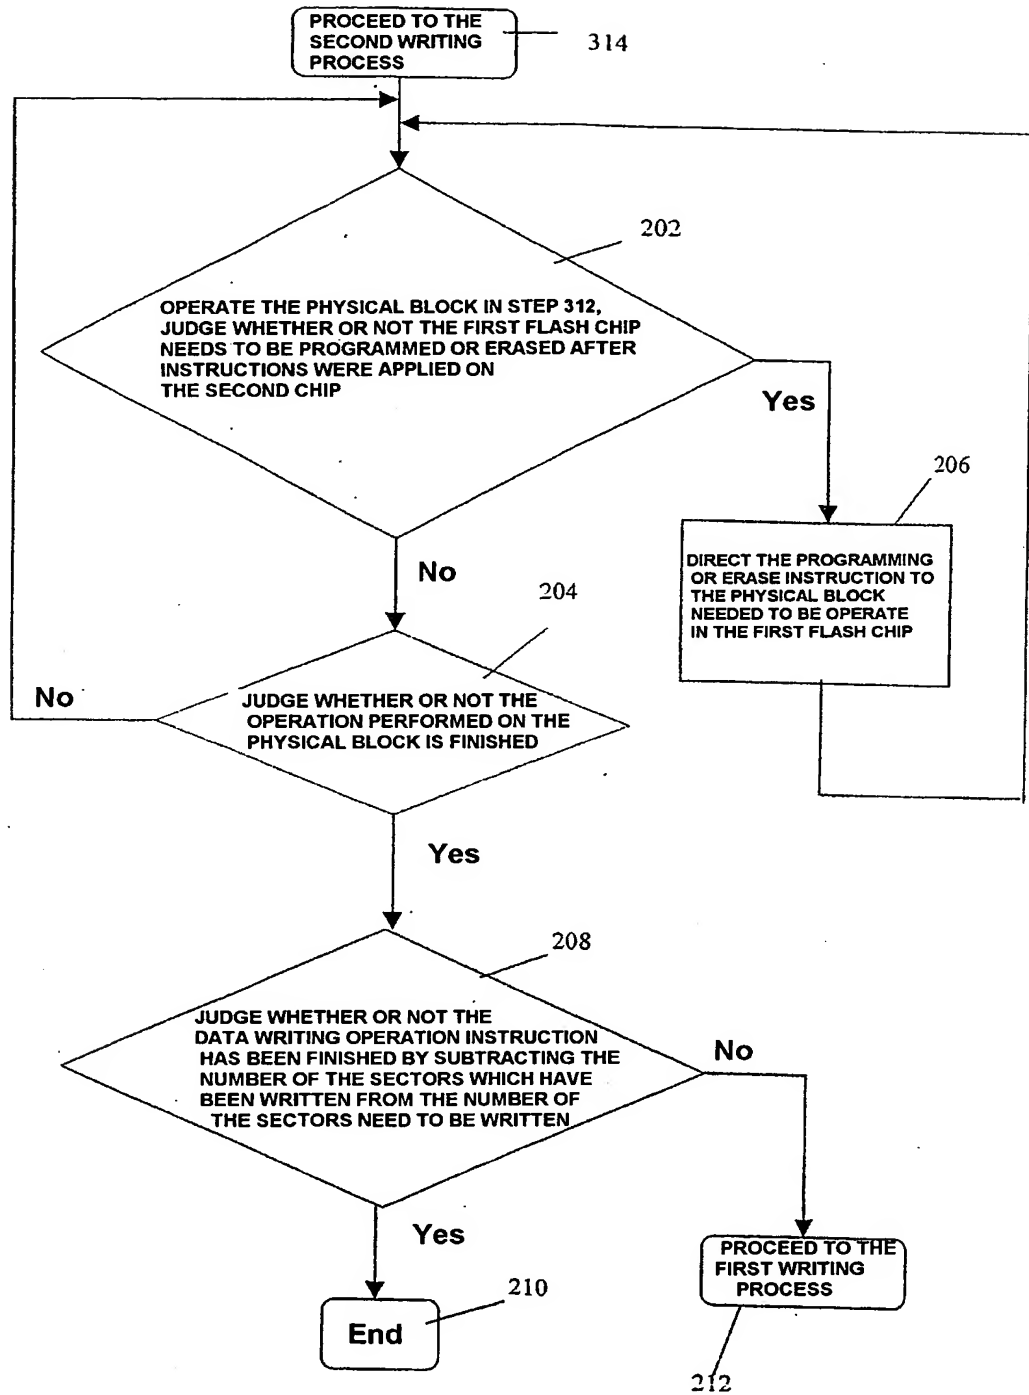 PROCEED TO THE
SECOND WRITING
PROCESS
314
202
OPERATE THE PHYSICAL BLOCK IN STEP 312,
JUDGE WHETHER OR NOT THE FIRST FLASH CHIP
NEEDS TO BE PROGRAMMED OR ERASED AFTER
INSTRUCTIONS WERE APPLIED ON
THE SECOND CHIP
Yes
206
DIRECT THE PROGRAMMING
OR ERASE INSTRUCTION TO
THE PHYSICAL BLOCK
NEEDED TO BE OPERATE
IN THE FIRST FLASH CHIP
No
204
No
JUDGE WHETHER OR NOT THE
OPERATION PERFORMED ON THE
PHYSICAL BLOCK IS FINISHED
Yes
208
JUDGE WHETHER OR NOT THE
DATA WRITING OPERATION INSTRUCTION
HAS BEEN FINISHED BY SUBTRACTING THE
NUMBER OF THE SECTORS WHICH HAVE
BEEN WRITTEN FROM THE NUMBER OF
THE SECTORS NEED TO BE WRITTEN
No
Yes
PROCEED TO THE
FIRST WRITING
PROCESS
210
End
212